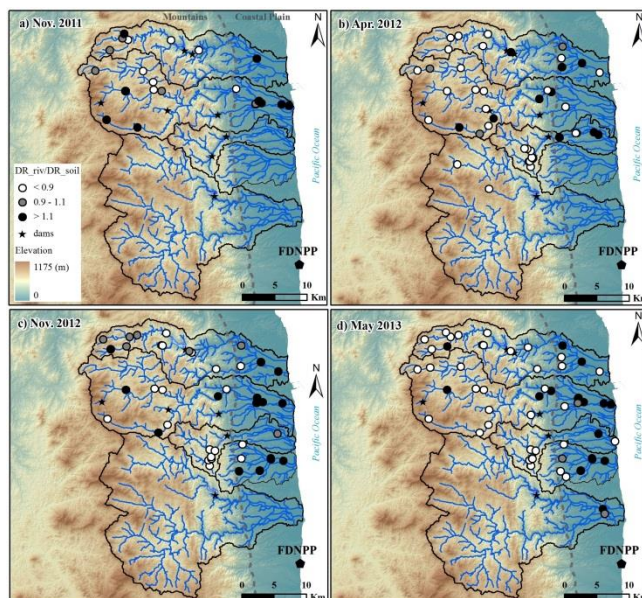 a) Nov. 2011
Mountains
Coastal Plain
N
Pacific Ocean
DR_riv/DR_soil
< 0.9
0.9 - 1.1
> 1.1
dams
Elevation
1175 (m)
0
FDNPP
0 5 10
Km
b) Apr. 2012
N
Pacific Ocean
FDNPP
0 5 10
Km
c) Nov. 2012
N
Pacific Ocean
FDNPP
0 5 10
Km
d) May 2013
N
Pacific Ocean
FDNPP
0 5 10
Km